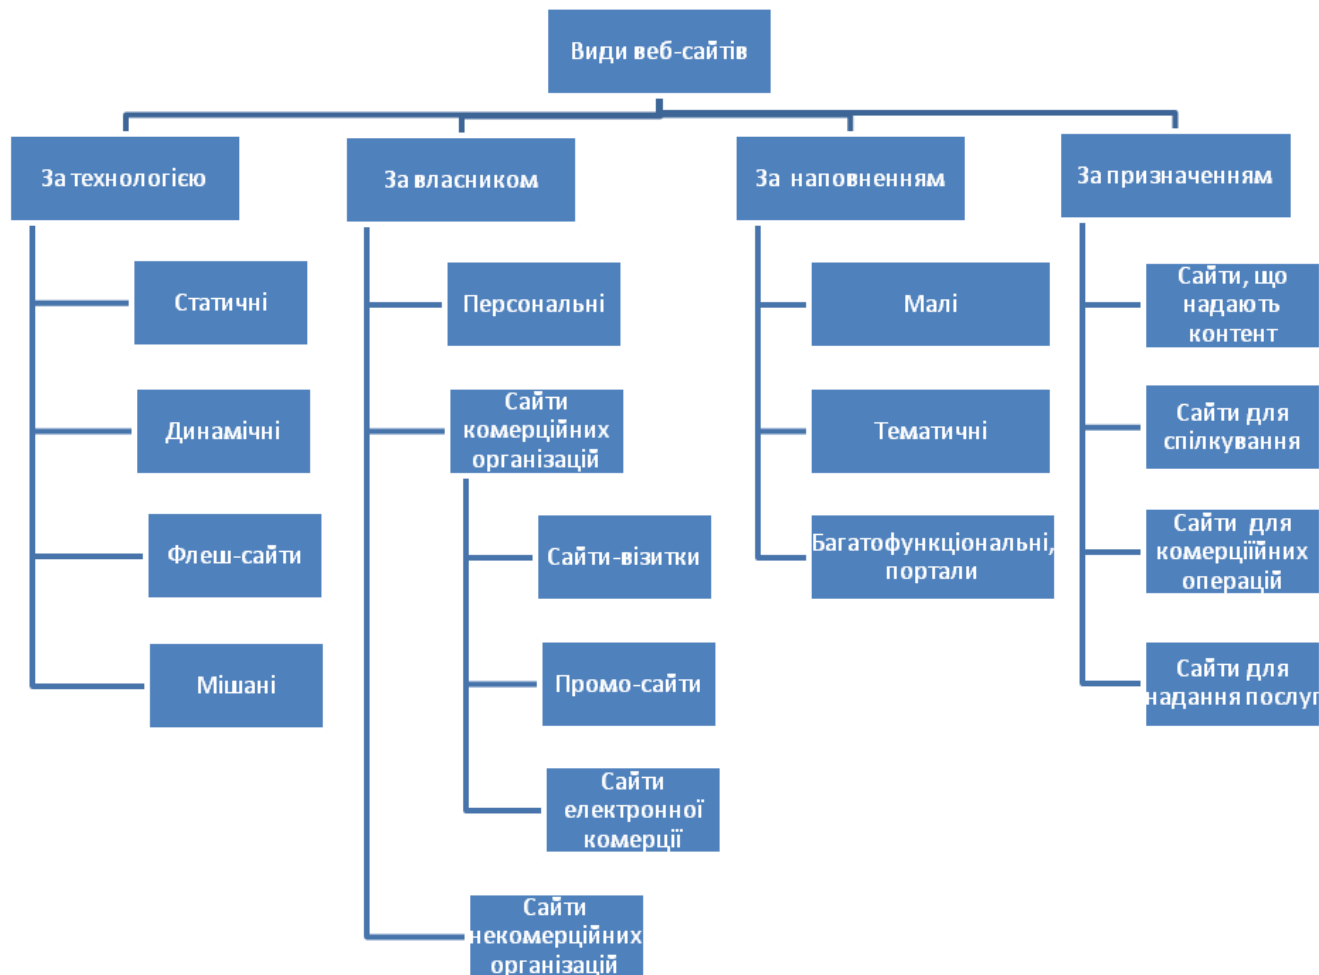 Види веб-сайтів
За технологією
Статичні
Динамічні
Флеш-сайти
Мішані
За власником
Персональні
Сайти
комерційних
організацій
Сайти-візитки
Промо-сайти
Сайти
електронної
комерції
Сайти
некомерційних
організацій
За наповненням
Малі
Тематичні
Багатофункціональні,
портали
За призначенням
Сайти, що
надають
контент
Сайти для
спілкування
Сайти для
комерційних
операцій
Сайти для
надання послуг